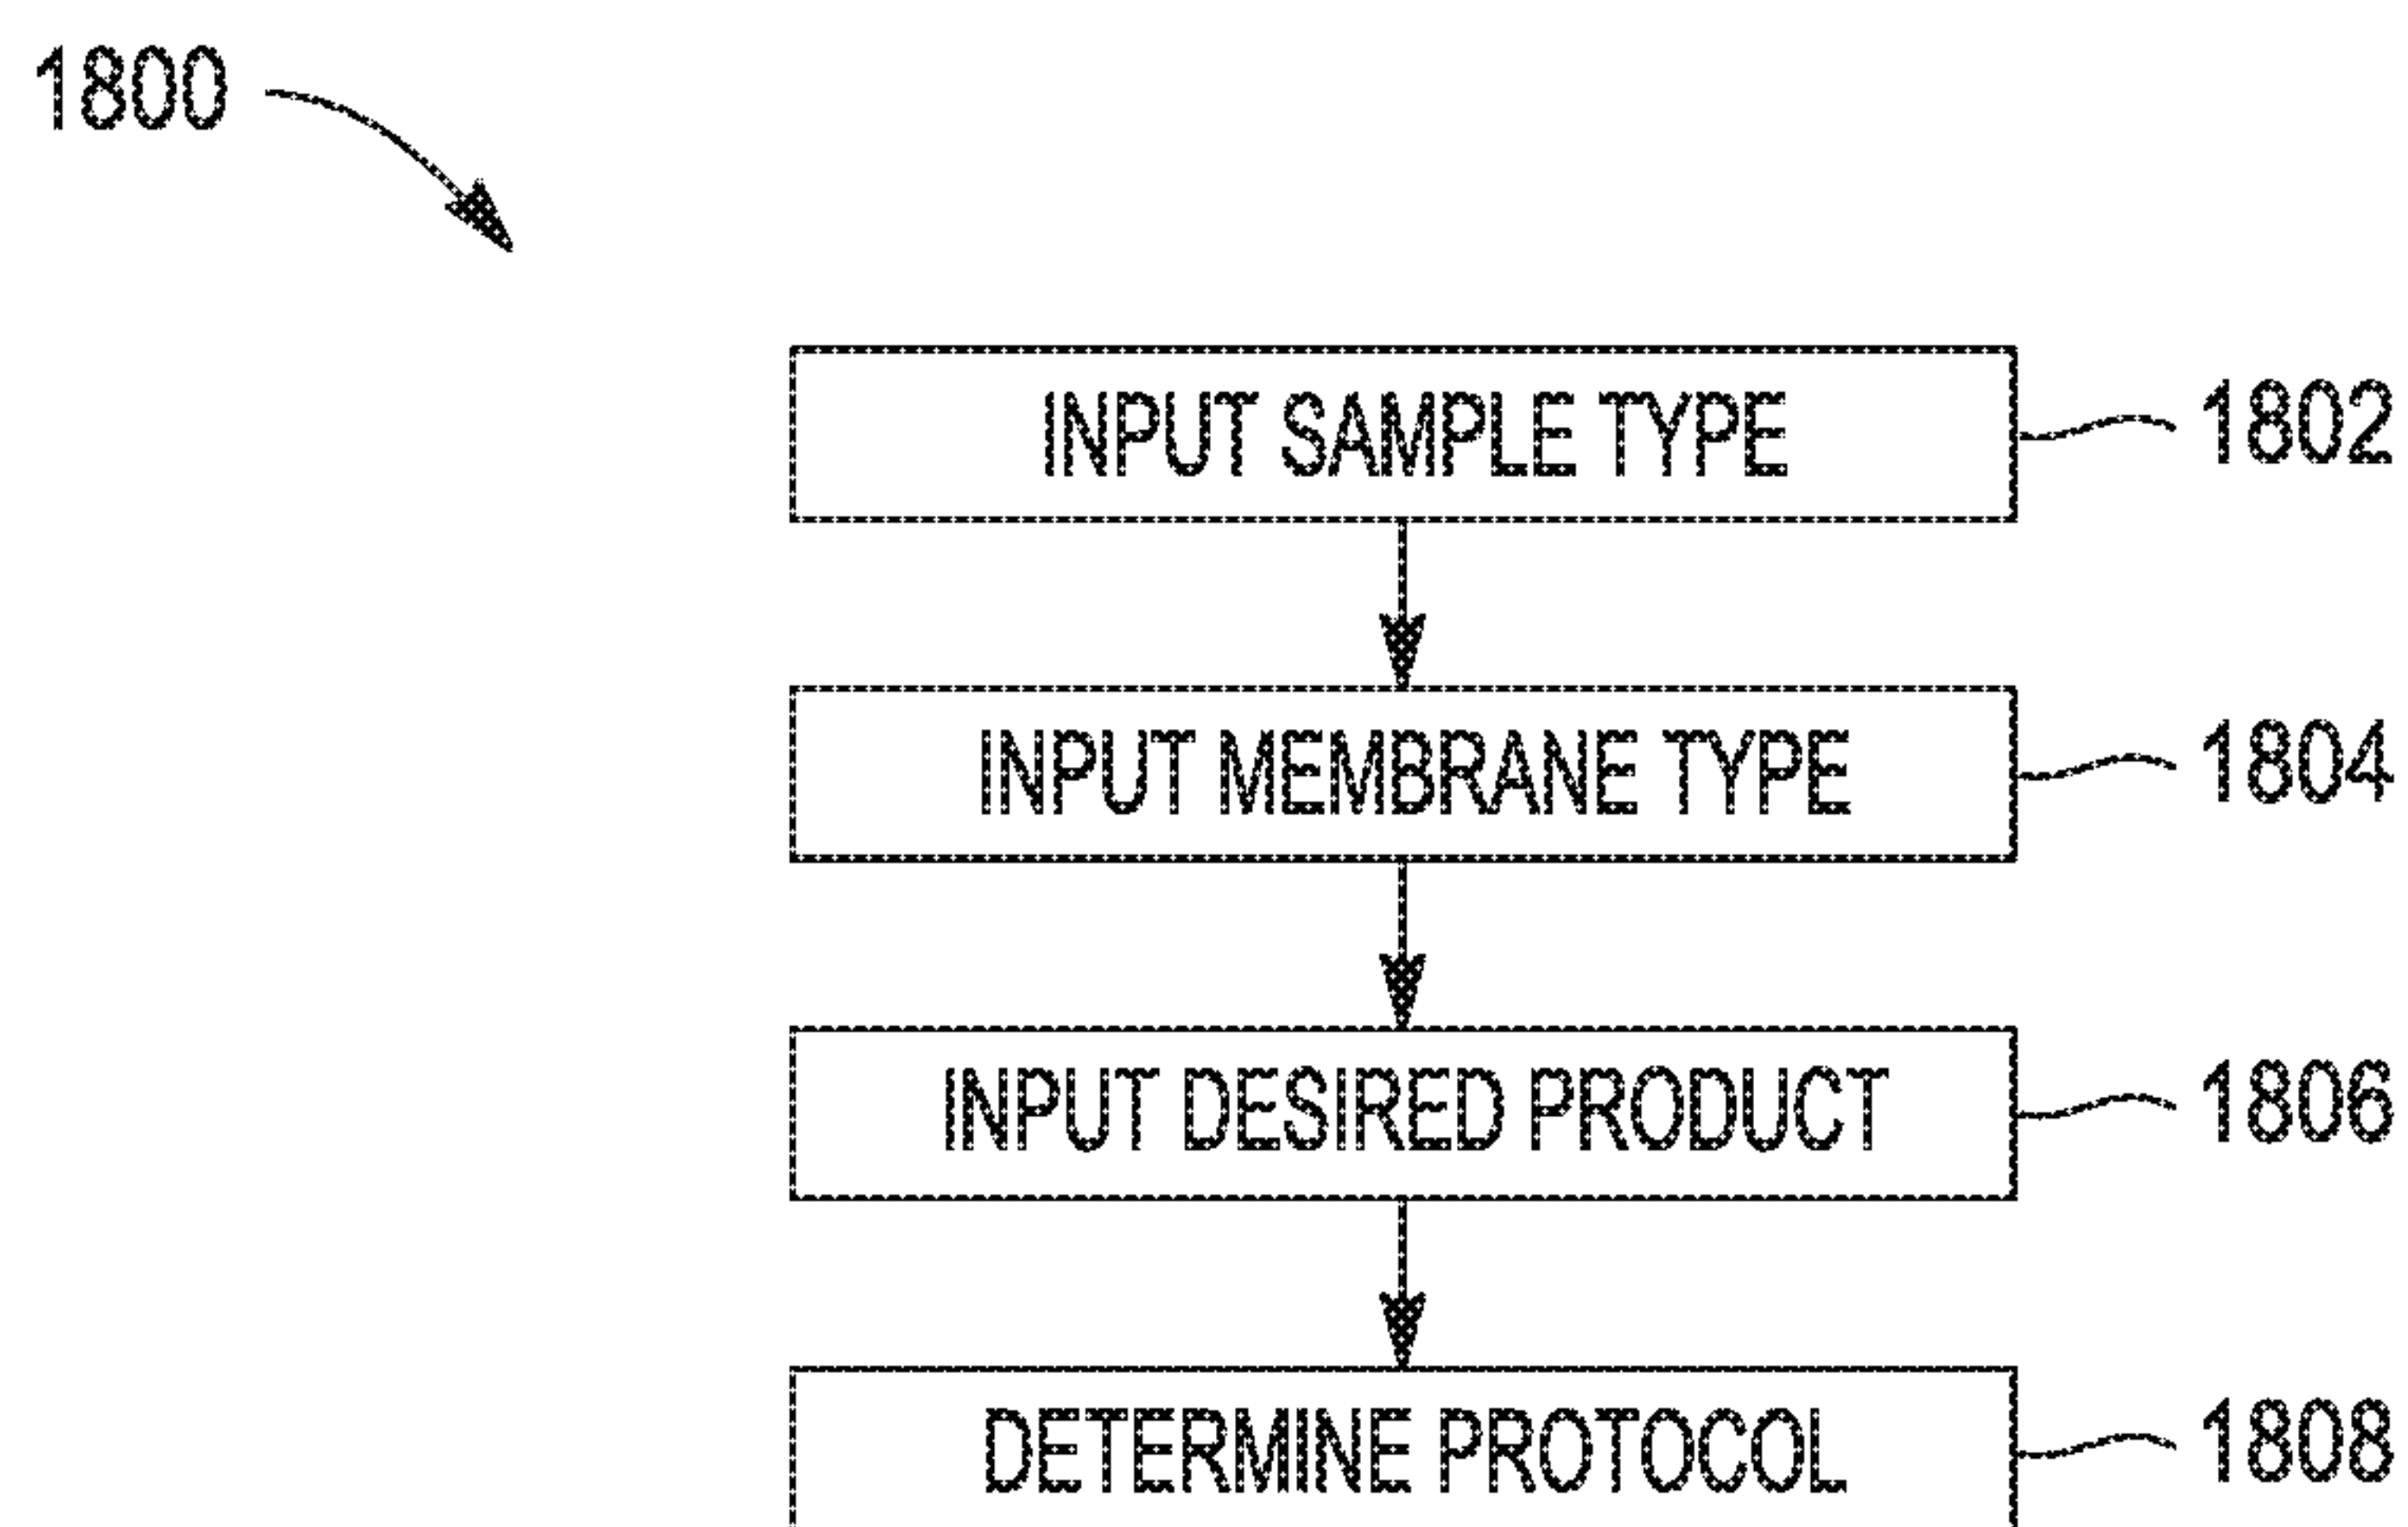 1800
INPUT SAMPLE TYPE 1802
INPUT MEMBRANE TYPE 1804
INPUT DESIRED PRODUCT 1806
DETERMINE PROTOCOL 1808